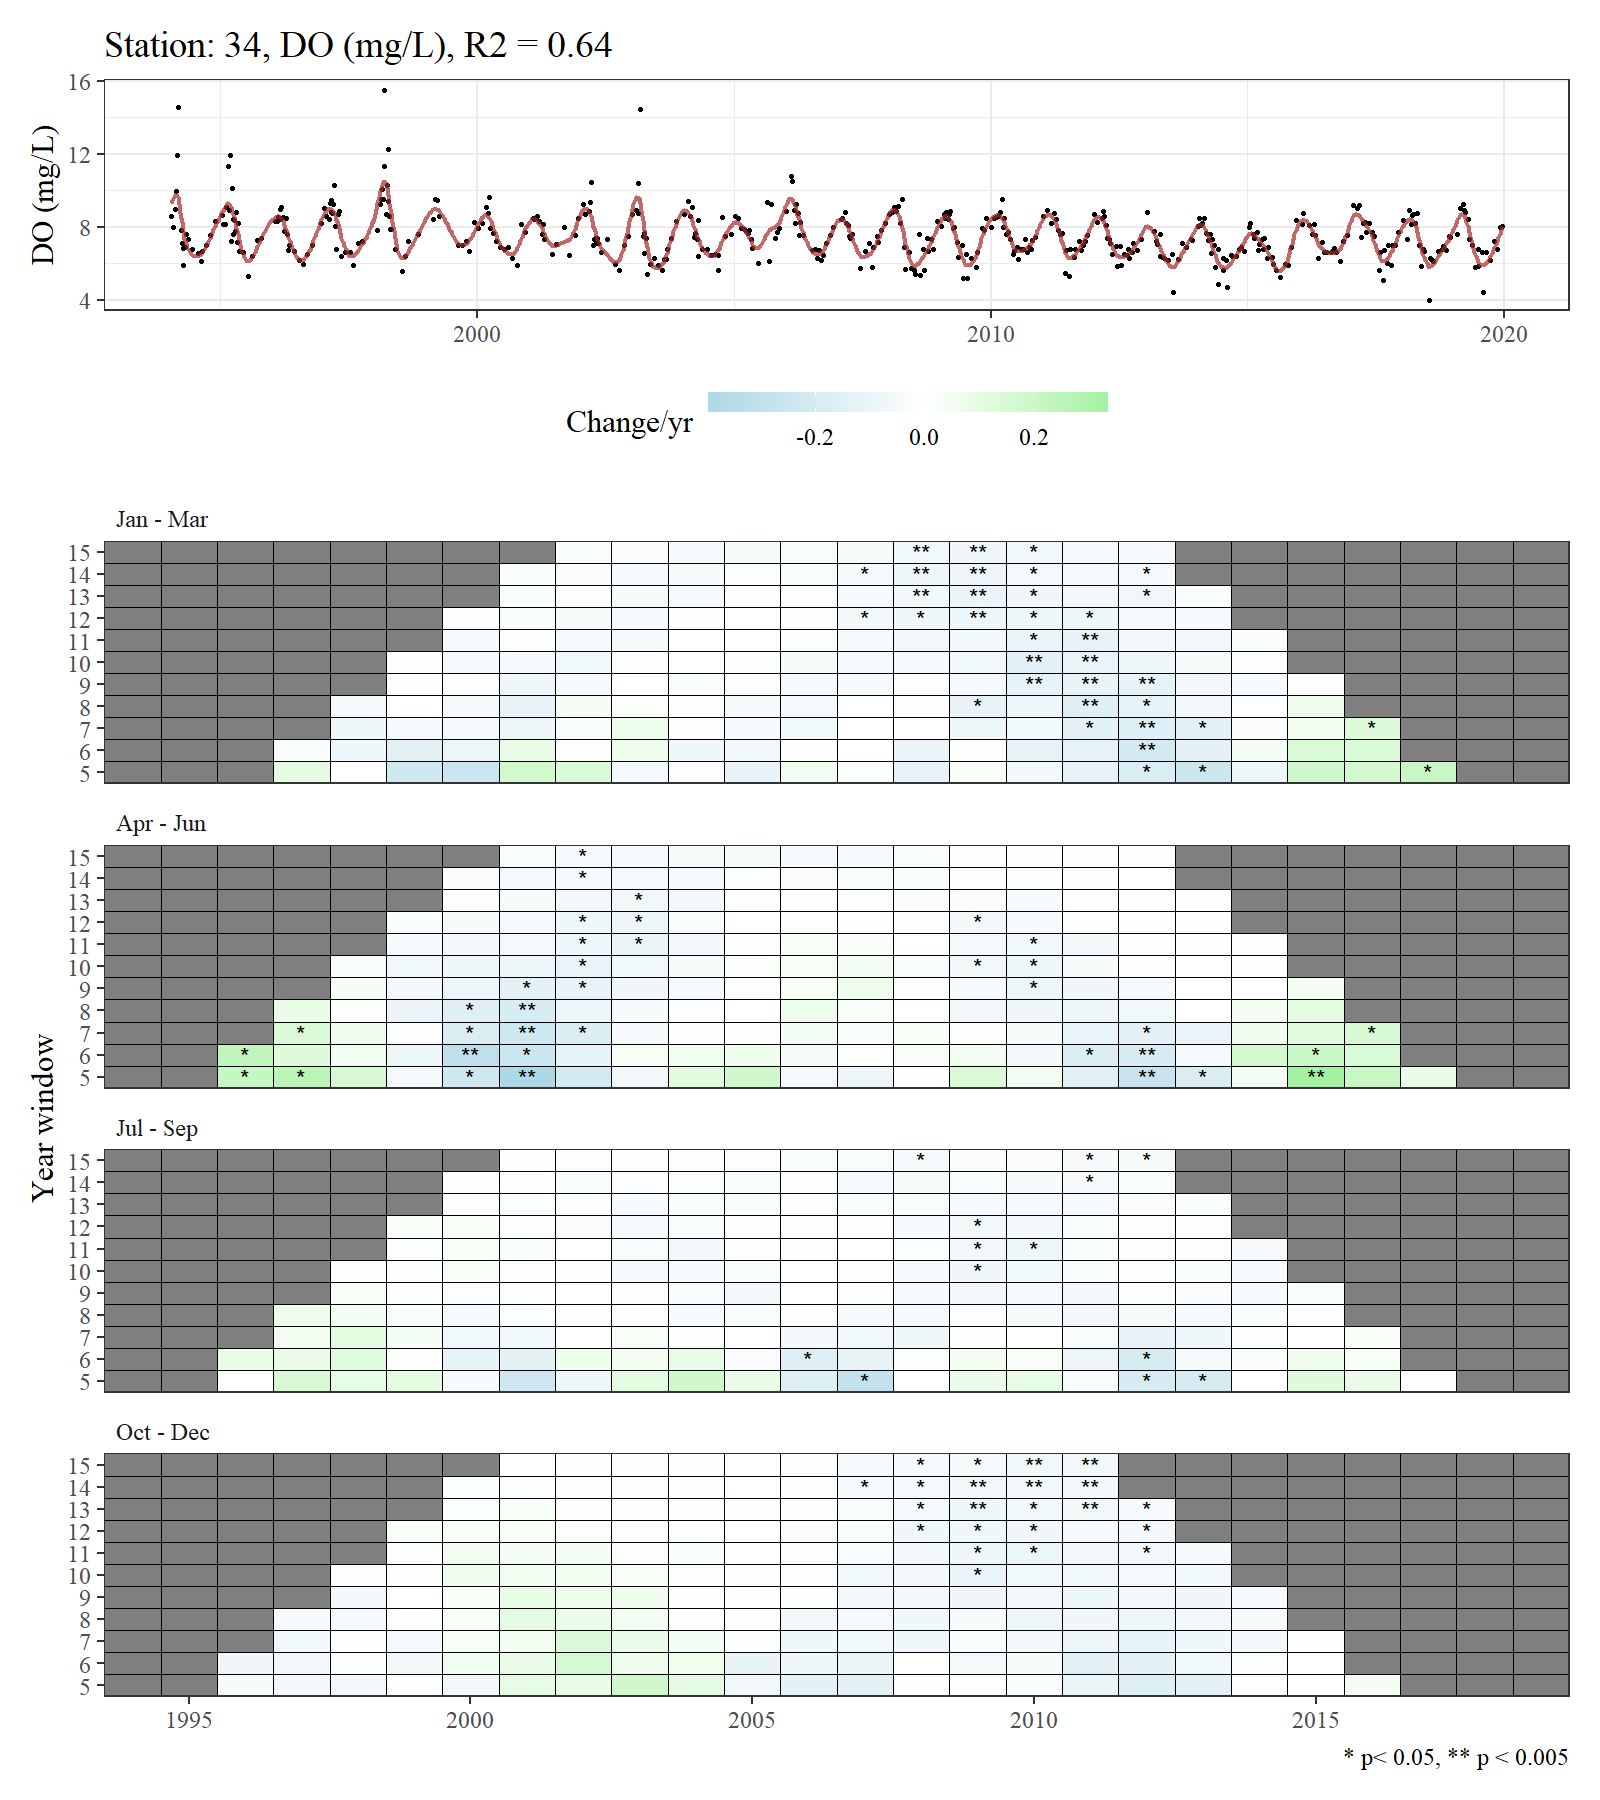 Station: 34, DO (mg/L), R2 = 0.64
DO (mg/L)
16
12
8
4
2000 2010 2020
Change/yr
-0.2 0.0 0.2
Year window
Jan - Mar
15 ** ** *
14 * ** ** * *
13 ** ** * *
12 * * ** * *
11 * **
10 ** **
9 ** ** **
8 * ** *
7 * ** * *
6 **
5 * * *
Apr - Jun
15 *
14 *
13 *
12 * * *
11 * * *
10 * * *
9 * * *
8 * **
7 * * ** * * *
6 * ** * * ** *
5 * * * ** ** * **
Jul - Sep
15 * * *
14 *
13
12 *
11 * *
10 *
9
8
7
6 * *
5 * * *
Oct - Dec
15 * * ** **
14 * * ** ** **
13 * ** * ** *
12 * * * *
11 * * *
10 *
9
8
7
6
5
1995 2000 2005 2010 2015
* p< 0.05, ** p < 0.005